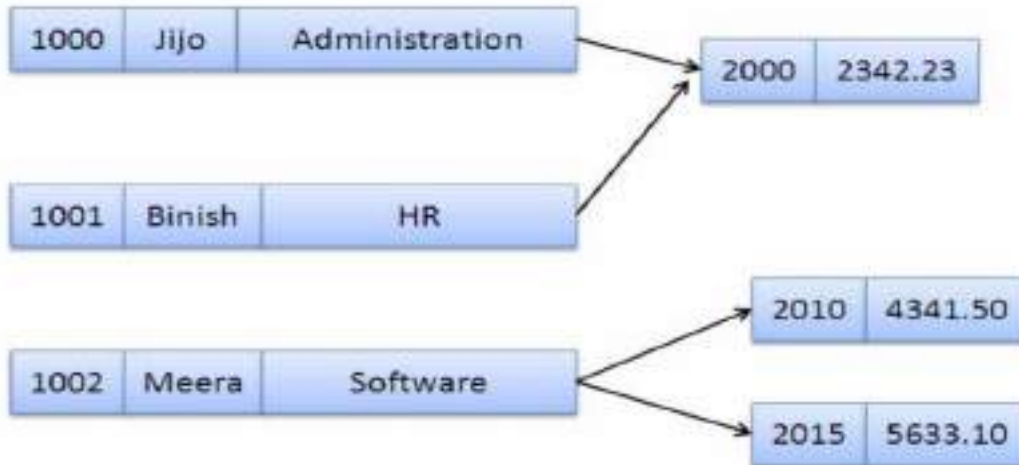 1000 Jijo Administration
2000 2342.23
1001 Binish HR
2010 4341.50
1002 Meera Software
2015 5633.10